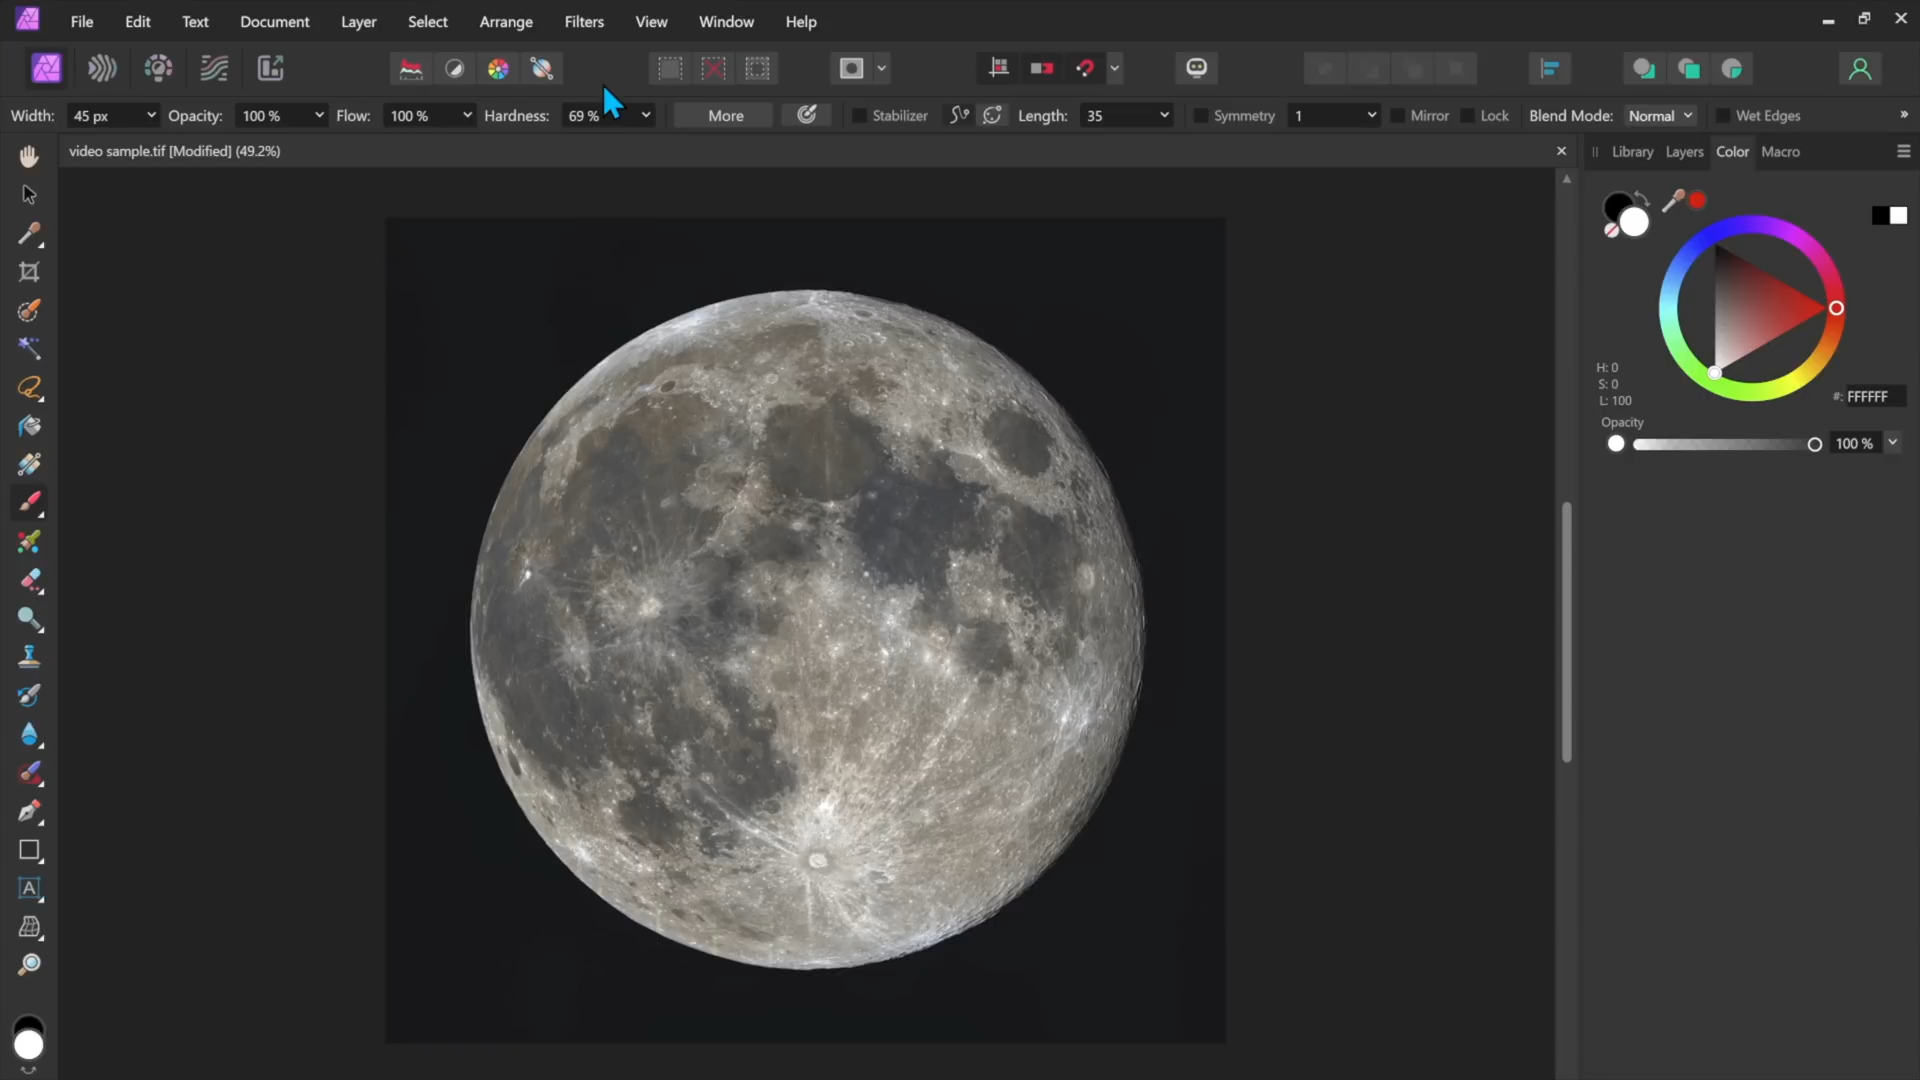 File Edit Text Document Layer Select Arrange Filters View Window Help
Width: 45 px Opacity: 100 % Flow: 100 % Hardness: 69 % More Stabilizer Length: 35 Symmetry 1 Mirror Lock Blend Mode: Normal Wet Edges »
video sample.tif [Modified] (49.2%)
Library Layers Color Macro
H: 0
S: 0
L: 100
#: FFFFFF
Opacity
100 %
A